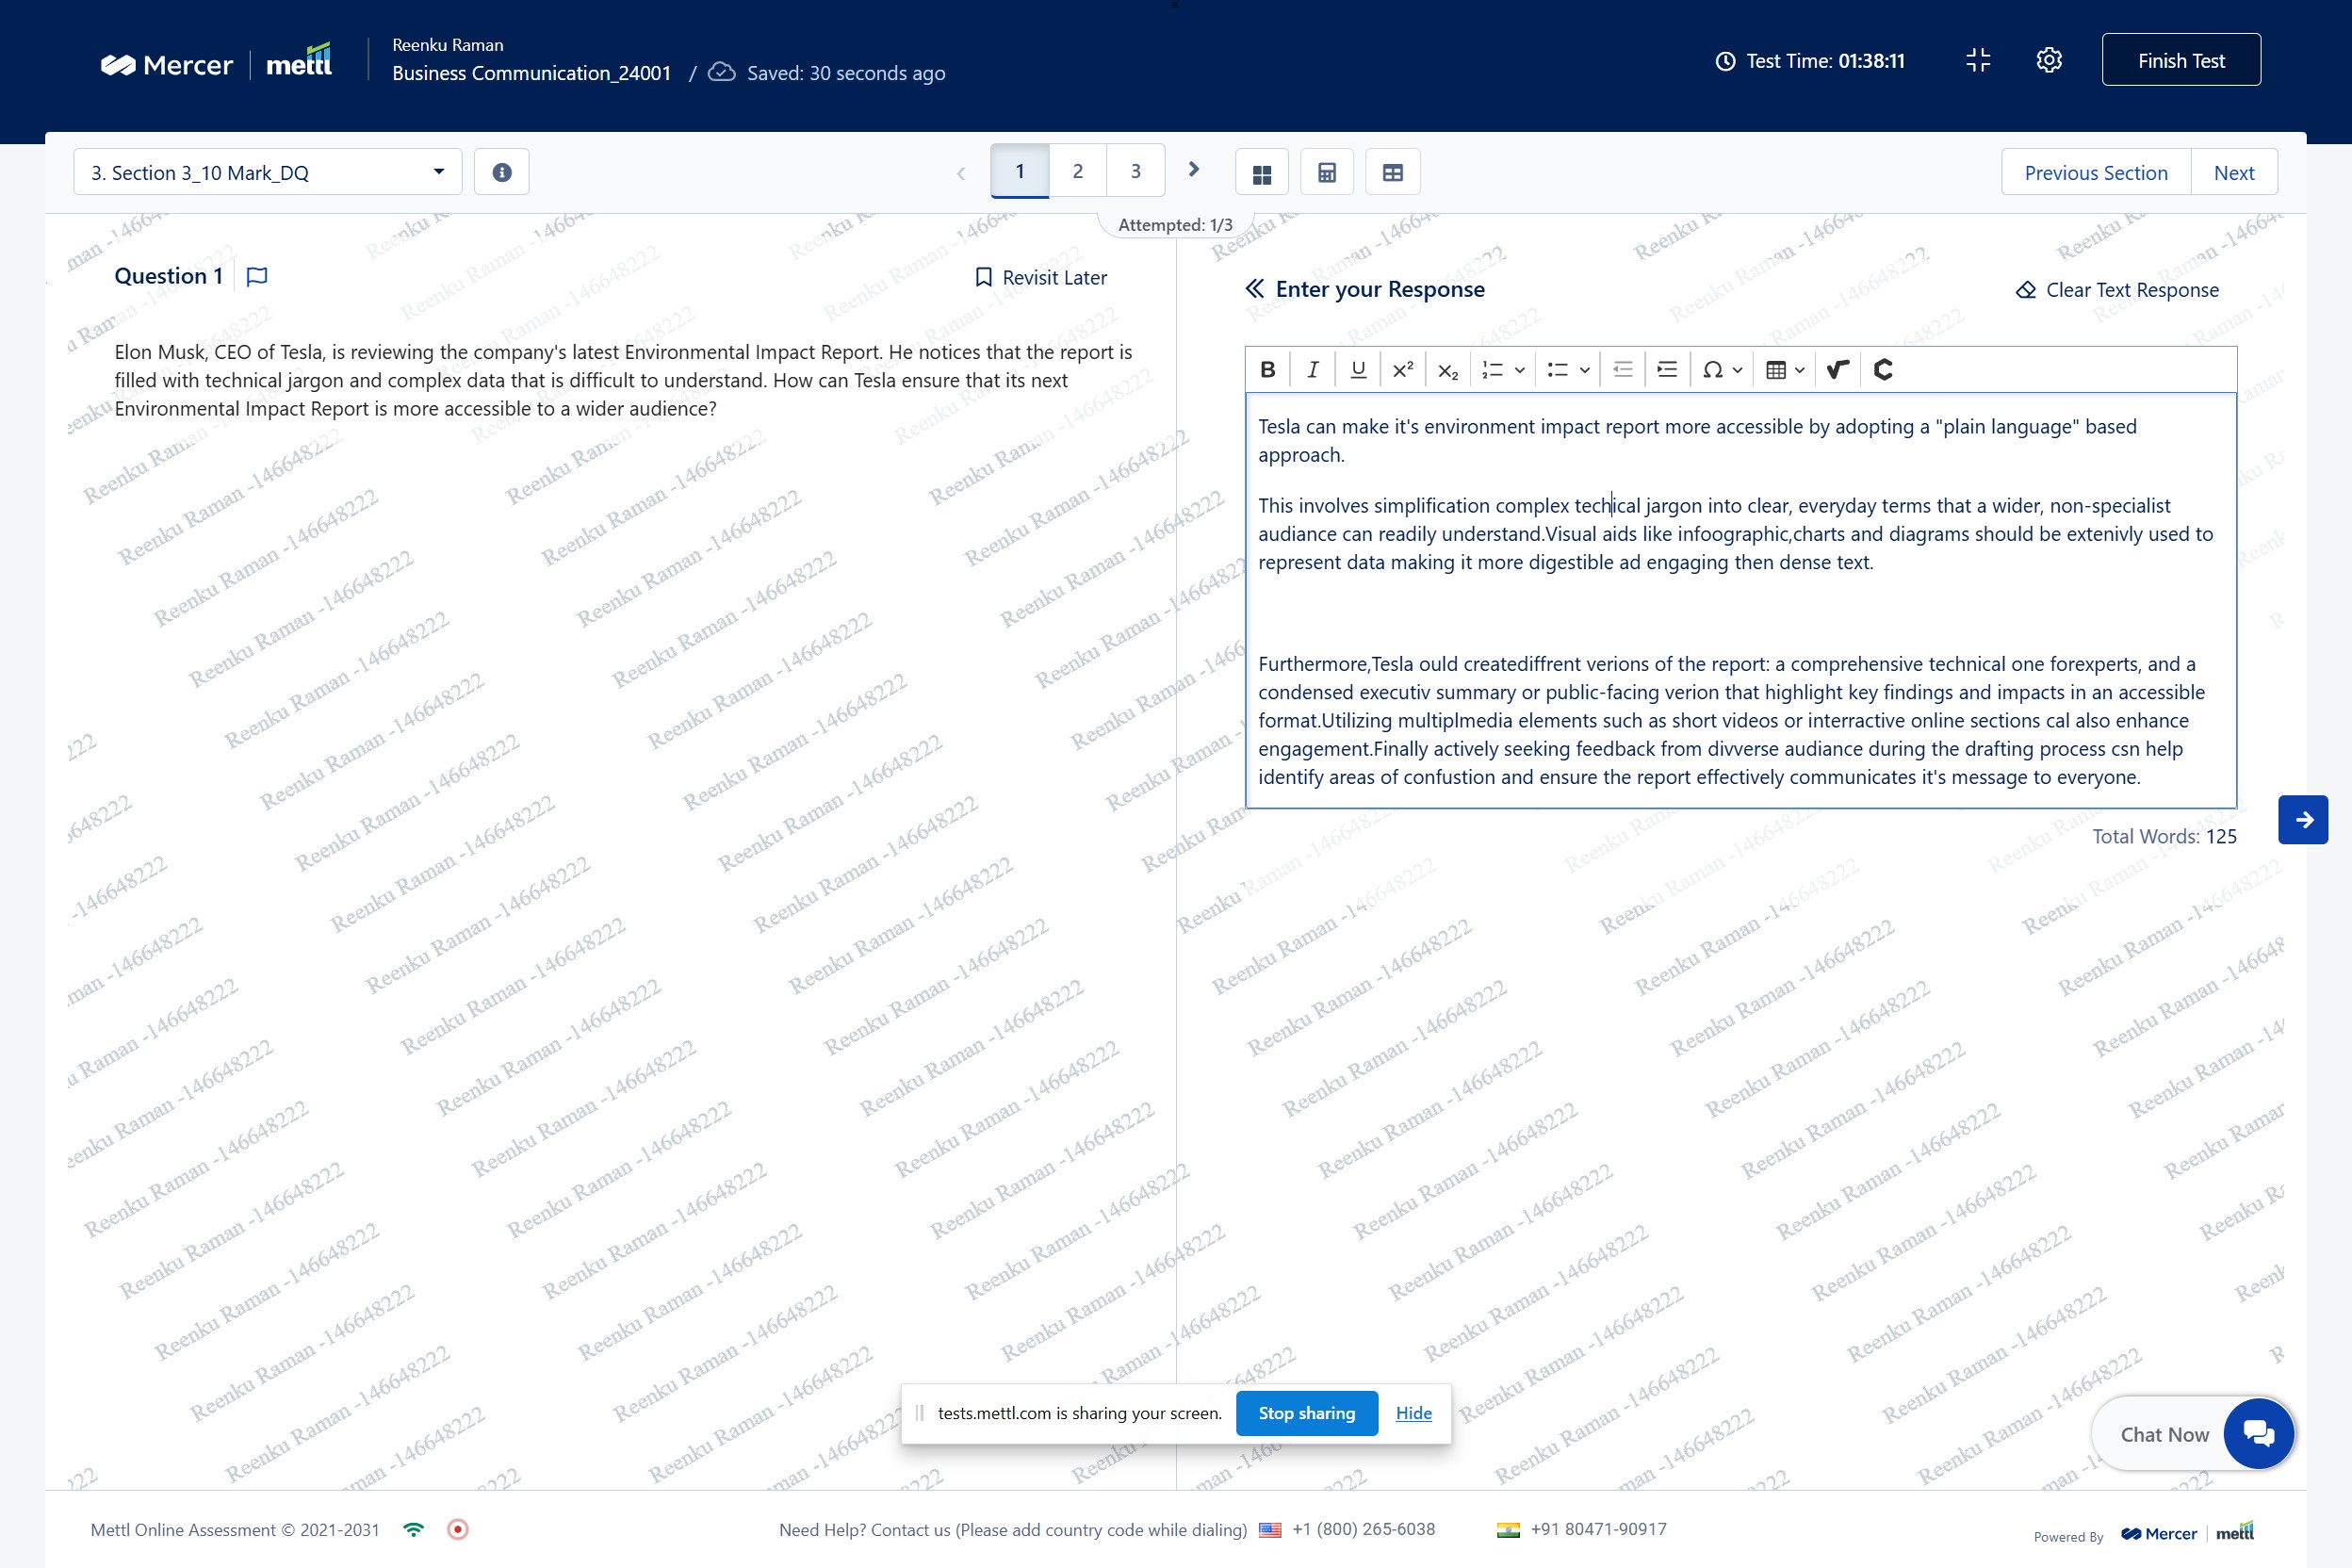 Mercer | mettl
Reenku Raman
Business Communication_24001 / Saved: 30 seconds ago
Test Time: 01:38:11
Finish Test
3. Section 3_10 Mark_DQ
1 2 3
Previous Section Next
Attempted: 1/3
Question 1
Revisit Later
Elon Musk, CEO of Tesla, is reviewing the company's latest Environmental Impact Report. He notices that the report is
filled with technical jargon and complex data that is difficult to understand. How can Tesla ensure that its next
Environmental Impact Report is more accessible to a wider audience?
Enter your Response
Clear Text Response
B I U x² x₂ Ω C
Tesla can make it's environment impact report more accessible by adopting a "plain language" based
approach.
This involves simplification complex techical jargon into clear, everyday terms that a wider, non-specialist
audiance can readily understand.Visual aids like infoographic,charts and diagrams should be extenivly used to
represent data making it more digestible ad engaging then dense text.
Furthermore,Tesla ould creatediffrent verions of the report: a comprehensive technical one forexperts, and a
condensed executiv summary or public-facing verion that highlight key findings and impacts in an accessible
format.Utilizing multiplmedia elements such as short videos or interractive online sections cal also enhance
engagement.Finally actively seeking feedback from divverse audiance during the drafting process csn help
identify areas of confustion and ensure the report effectively communicates it's message to everyone.
Total Words: 125
Reenku Raman -146648222
tests.mettl.com is sharing your screen. Stop sharing Hide
Chat Now
Mettl Online Assessment © 2021-2031
Need Help? Contact us (Please add country code while dialing) +1 (800) 265-6038 +91 80471-90917
Powered By Mercer | mettl